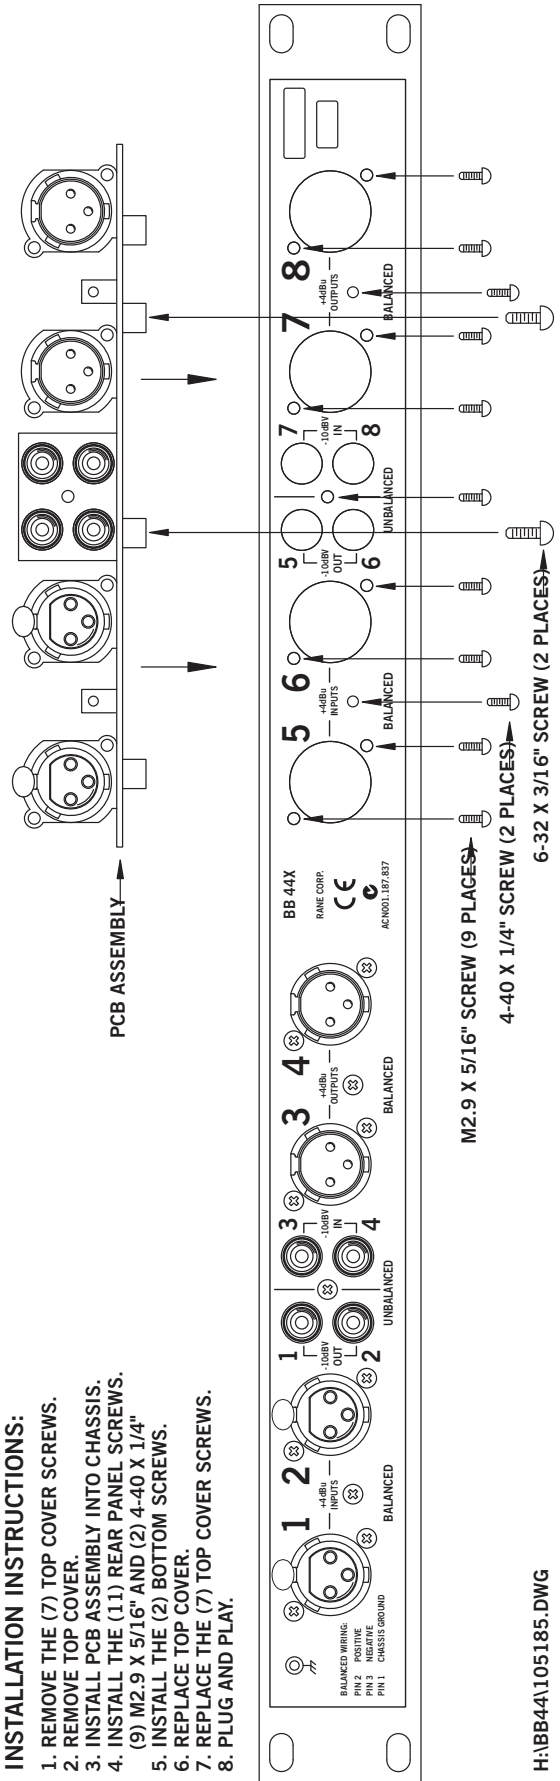 INSTALLATION INSTRUCTIONS:
1. REMOVE THE (7) TOP COVER SCREWS.
2. REMOVE TOP COVER.
3. INSTALL PCB ASSEMBLY INTO CHASSIS.
4. INSTALL THE (11) REAR PANEL SCREWS.
(9) M2.9 X 5/16" AND (2) 4-40 X 1/4"
5. INSTALL THE (2) BOTTOM SCREWS.
6. REPLACE TOP COVER.
7. REPLACE THE (7) TOP COVER SCREWS.
8. PLUG AND PLAY.
PCB ASSEMBLY
BALANCED WIRING:
PIN 2 POSITIVE
PIN 3 NEGATIVE
PIN 1 CHASSIS GROUND
1
2
+4dBu
INPUTS
BALANCED
1
2
-10dBV
OUT
UNBALANCED
3
4
-10dBV
IN
3
4
+4dBu
OUTPUTS
BALANCED
BB 44X
RANE CORP.
CE
ACN001.187.837
5
6
+4dBu
INPUTS
BALANCED
5
6
-10dBV
OUT
UNBALANCED
7
8
-10dBV
IN
7
8
+4dBu
OUTPUTS
BALANCED
M2.9 X 5/16" SCREW (9 PLACES)
4-40 X 1/4" SCREW (2 PLACES)
6-32 X 3/16" SCREW (2 PLACES)
H:\BB44\105185.DWG